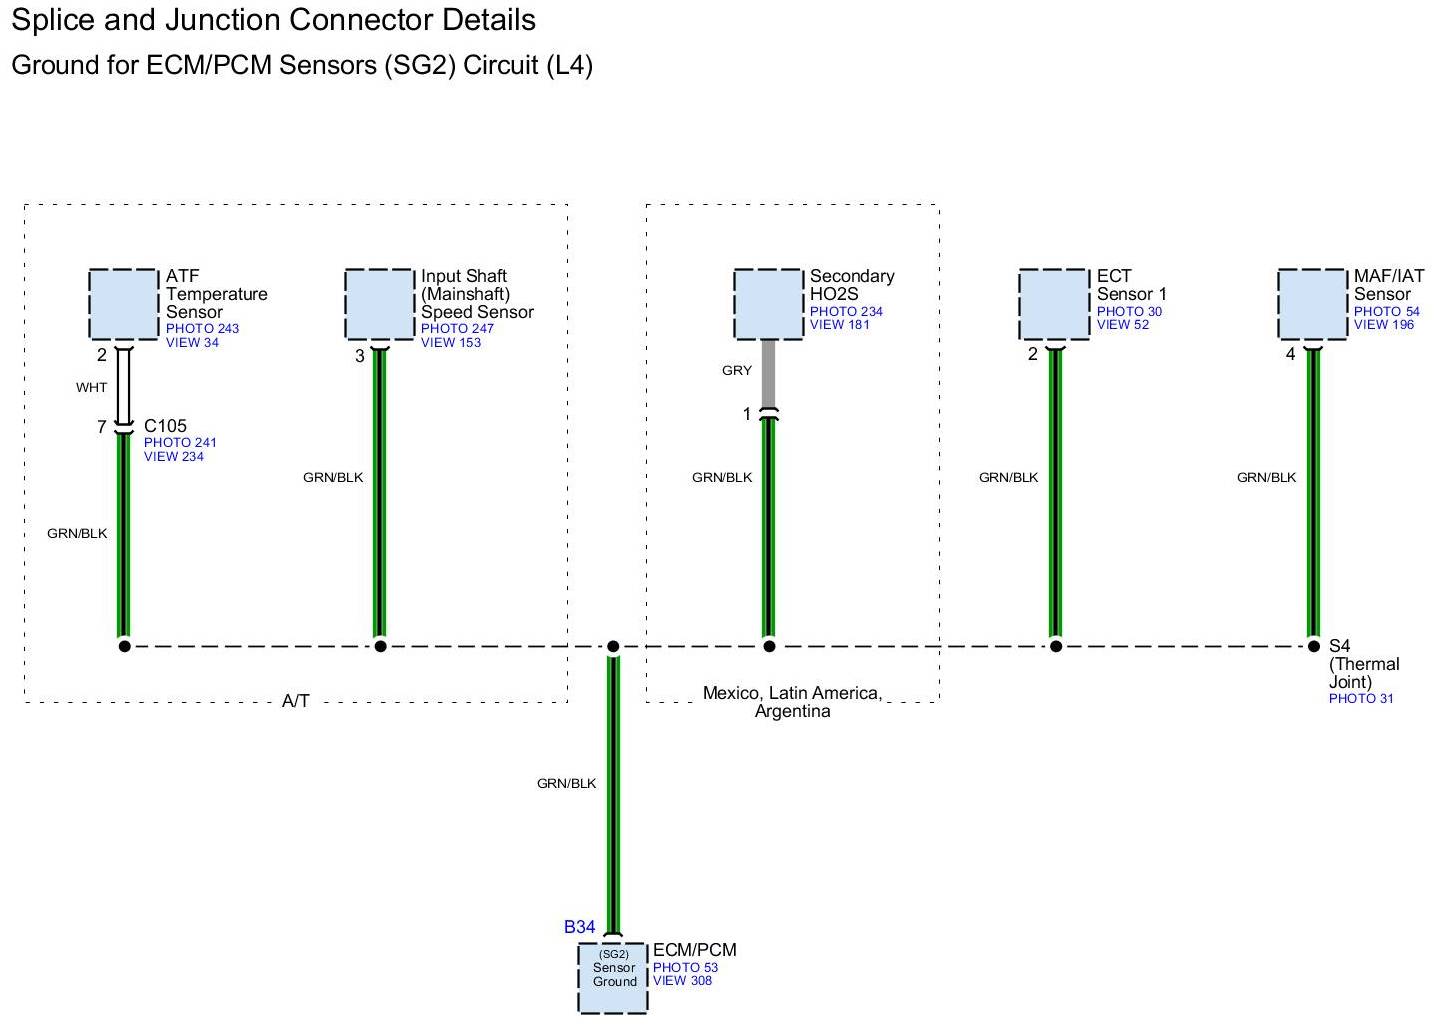 Splice and Junction Connector Details
Ground for ECM/PCM Sensors (SG2) Circuit (L4)
ATF
Temperature
Sensor
PHOTO 243
VIEW 34
2
WHT
7
C105
PHOTO 241
VIEW 234
GRN/BLK
Input Shaft
(Mainshaft)
Speed Sensor
PHOTO 247
VIEW 153
3
GRN/BLK
A/T
Secondary
HO2S
PHOTO 234
VIEW 181
GRY
1
GRN/BLK
Mexico, Latin America,
Argentina
ECT
Sensor 1
PHOTO 30
VIEW 52
2
GRN/BLK
MAF/IAT
Sensor
PHOTO 54
VIEW 196
4
GRN/BLK
S4
(Thermal
Joint)
PHOTO 31
GRN/BLK
B34
(SG2)
Sensor
Ground
ECM/PCM
PHOTO 53
VIEW 308